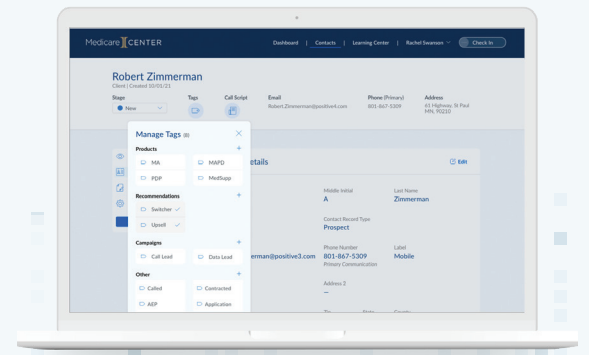 MedicareCENTER
Dashboard | Contacts | Learning Center | Rachel Swanson Check In
Robert Zimmerman
Client | Created 10/01/21
Stage
New
Tags
Call Script
Email
Robert.Zimmerman@positive4.com
Phone (Primary)
801-867-5309
Address
61 Highway, St Paul
MN, 90210
Manage Tags (8)
Products
MA MAPD
PDP MedSupp
Recommendations
Switcher
Upsell
Campaigns
Call Lead Data Lead
Other
Called Contracted
AEP Application
etails
Edit
Middle Initial Last Name
A Zimmerman
Contact Record Type
Prospect
Phone Number Label
erman@positive3.com 801-867-5309 Mobile
Primary Communication
Address 2